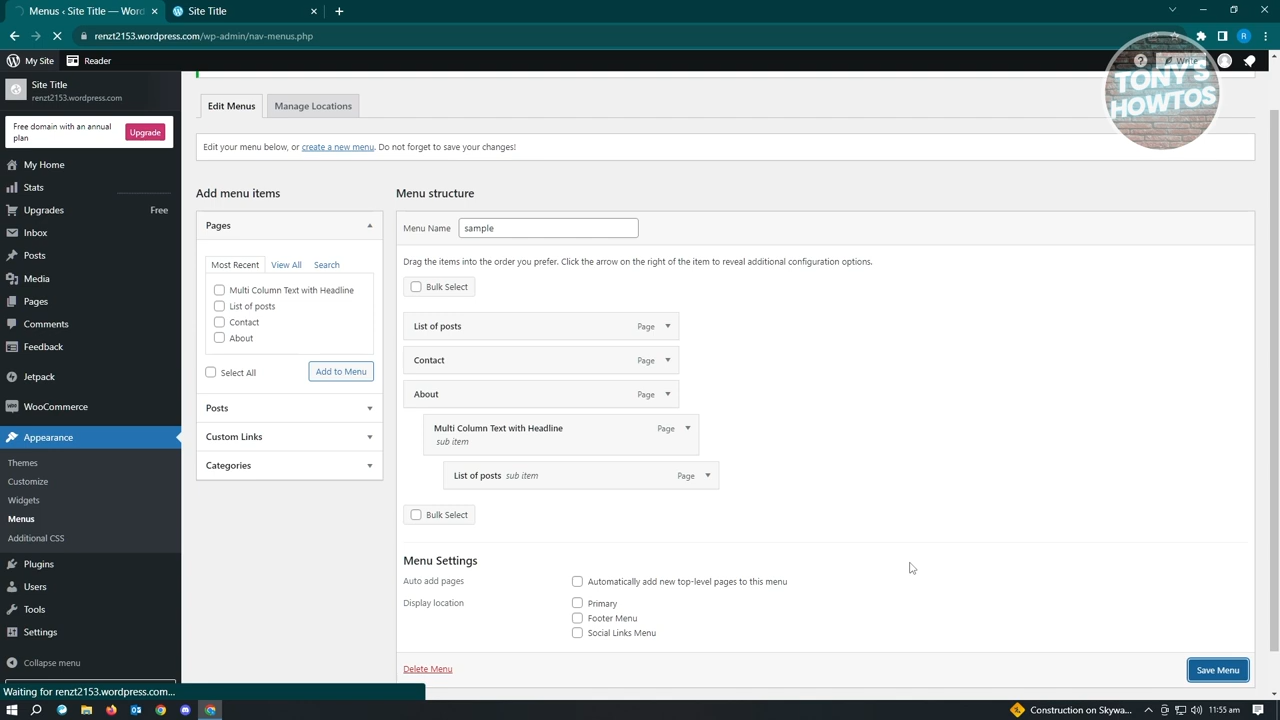 Menus ‹ Site Title — Word
Site Title
renzt2153.wordpress.com/wp-admin/nav-menus.php
R
My Site
Reader
Write
TONY'S
HOWTOS
Site Title
renzt2153.wordpress.com
Free domain with an annual
plan
Upgrade
My Home
Stats
Upgrades
Free
Inbox
Posts
Media
Pages
Comments
Feedback
Jetpack
WooCommerce
Appearance
Themes
Customize
Widgets
Menus
Additional CSS
Plugins
Users
Tools
Settings
Collapse menu
Edit Menus
Manage Locations
Edit your menu below, or create a new menu. Do not forget to save your changes!
Add menu items
Pages
Most Recent
View All
Search
Multi Column Text with Headline
List of posts
Contact
About
Select All
Add to Menu
Posts
Custom Links
Categories
Menu structure
Menu Name
sample
Drag the items into the order you prefer. Click the arrow on the right of the item to reveal additional configuration options.
Bulk Select
List of posts
Page
Contact
Page
About
Page
Multi Column Text with Headline
sub item
Page
List of posts sub item
Page
Bulk Select
Menu Settings
Auto add pages
Automatically add new top-level pages to this menu
Display location
Primary
Footer Menu
Social Links Menu
Delete Menu
Save Menu
Waiting for renzt2153.wordpress.com...
Construction on Skywa...
11:55 am